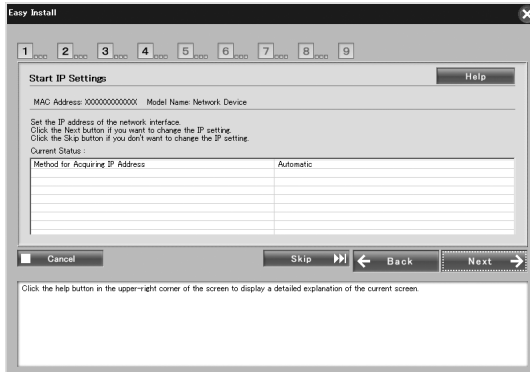 Easy Install
1 2 3 4 5 6 7 8 9
Start IP Settings
Help
MAC Address: XXXXXXXXXXXX Model Name: Network Device
Set the IP address of the network interface.
Click the Next button if you want to change the IP setting.
Click the Skip button if you don't want to change the IP setting.
Current Status :
Method for Acquiring IP Address Automatic
Cancel Skip Back Next
Click the help button in the upper-right corner of the screen to display a detailed explanation of the current screen.